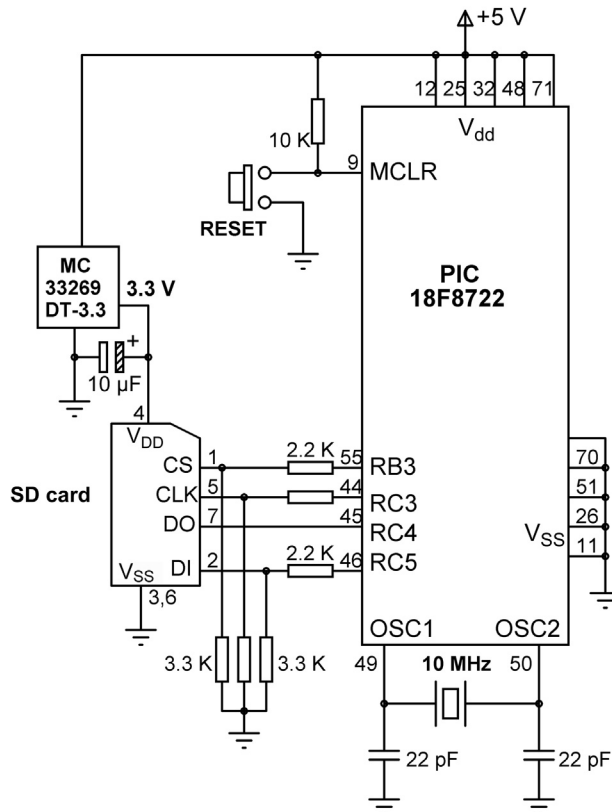 +5 V
12 25 32 48 71
Vdd
10 K
9
MCLR
RESET
PIC
18F8722
MC
33269
DT-3.3
3.3 V
+
10 µF
4
VDD
SD card
CS
1
2.2 K
55
RB3
CLK
5
44
RC3
DO
7
45
RC4
DI
2
2.2 K
46
RC5
VSS
3,6
70
51
26
VSS
11
3.3 K
3.3 K
OSC1
OSC2
49
10 MHz
50
22 pF
22 pF